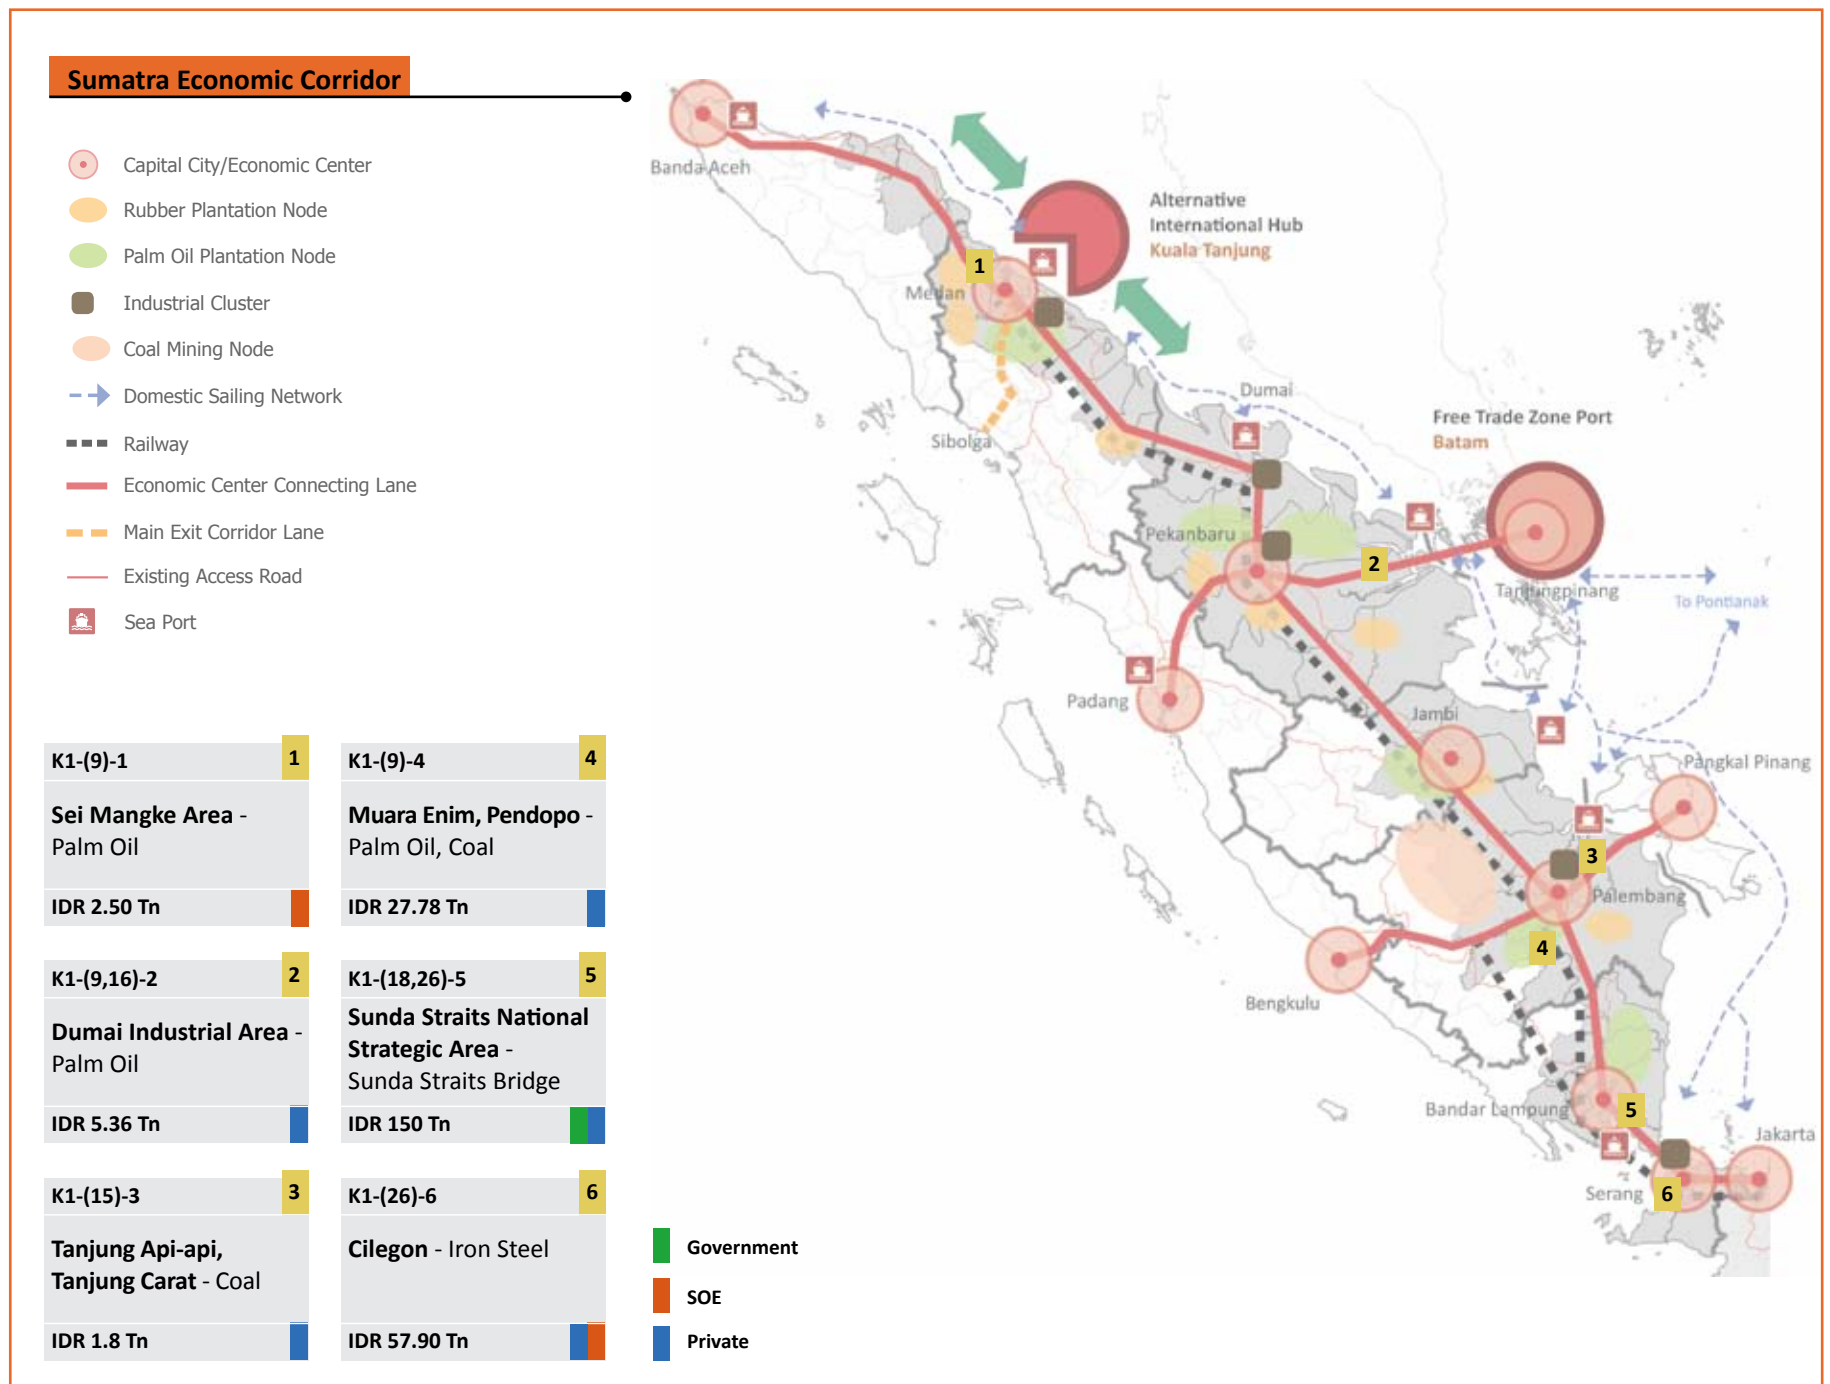 Sumatra Economic Corridor
Capital City/Economic Center
Rubber Plantation Node
Palm Oil Plantation Node
Industrial Cluster
Coal Mining Node
Domestic Sailing Network
Railway
Economic Center Connecting Lane
Main Exit Corridor Lane
Existing Access Road
Sea Port
K1-(9)-1
1
Sei Mangke Area -
Palm Oil
IDR 2.50 Tn
K1-(9)-4
4
Muara Enim, Pendopo -
Palm Oil, Coal
IDR 27.78 Tn
K1-(9,16)-2
2
Dumai Industrial Area -
Palm Oil
IDR 5.36 Tn
K1-(18,26)-5
5
Sunda Straits National
Strategic Area -
Sunda Straits Bridge
IDR 150 Tn
K1-(15)-3
3
Tanjung Api-api,
Tanjung Carat - Coal
IDR 1.8 Tn
K1-(26)-6
6
Cilegon - Iron Steel
IDR 57.90 Tn
Government
SOE
Private
Banda Aceh
Alternative
International Hub
Kuala Tanjung
1
Medan
Dumai
Sibolga
Free Trade Zone Port
Batam
Pekanbaru
2
Tanjungpinang
To Pontianak
Padang
Jambi
Pangkal Pinang
3
Palembang
4
Bengkulu
Bandar Lampung
5
Jakarta
Serang
6